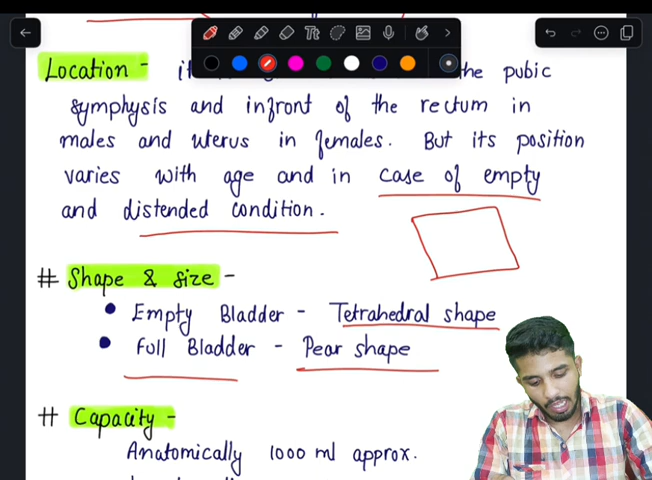 Location - it the pubic
symphysis and infront of the rectum in
males and uterus in females. But its position
varies with age and in case of empty
and distended condition.
# Shape & size -
• Empty Bladder - Tetrahedral shape
• Full Bladder - Pear shape
# Capacity -
Anatomically 1000 ml approx.